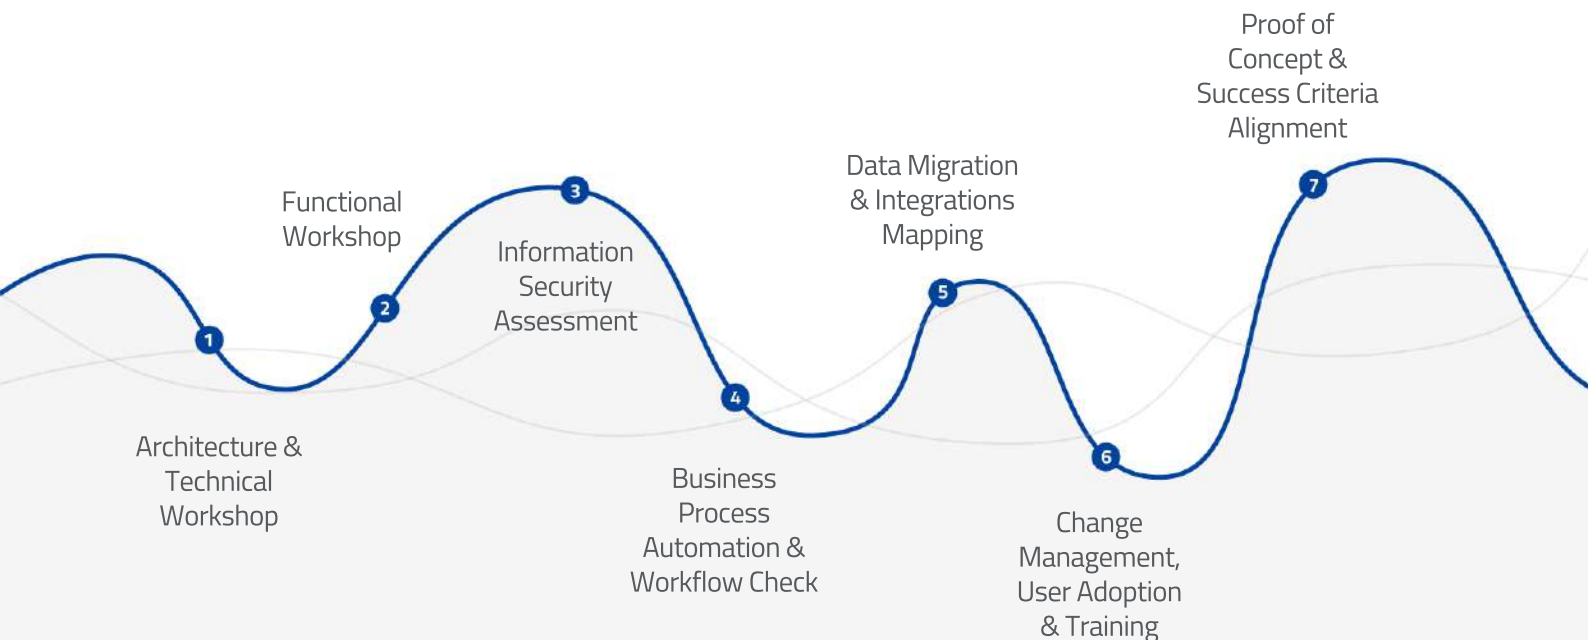 1
Architecture &
Technical
Workshop
2
Functional
Workshop
3
Information
Security
Assessment
4
Business
Process
Automation &
Workflow Check
5
Data Migration
& Integrations
Mapping
6
Change
Management,
User Adoption
& Training
7
Proof of
Concept &
Success Criteria
Alignment